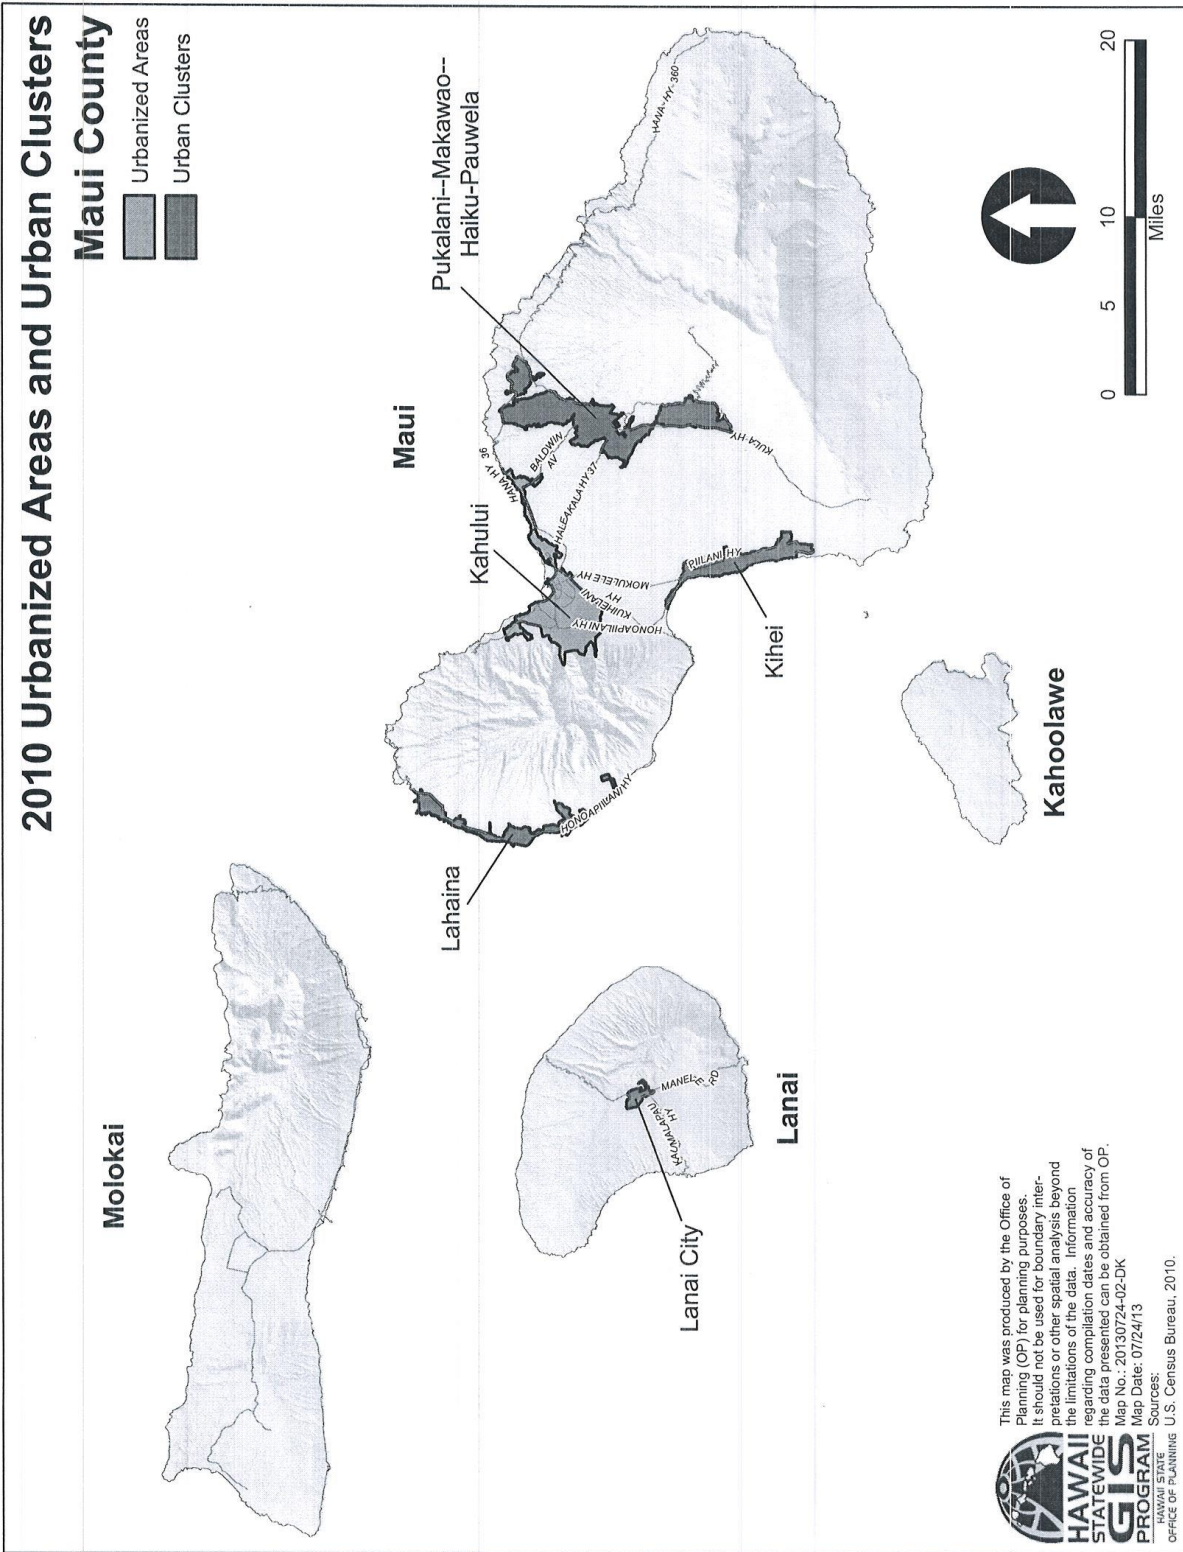 2010 Urbanized Areas and Urban Clusters
Maui County
Urbanized Areas
Urban Clusters
Molokai
Maui
Pukalani--Makawao--
Haiku-Pauwela
Kahului
Lahaina
HANA HY 360
HANA HY 36
BALDWIN
AV
HALEAKALA HY 37
KULA HY
MOKULELE HY
KUIHELANI
HY
HONOAPIILANI HY
PIILANI HY
HONOAPIILANI HY
Kihei
Lanai City
KAUMALAPAU
HY
MANELE RD
Lanai
Kahoolawe
0 5 10 20
Miles
HAWAII
STATEWIDE
GIS
PROGRAM
HAWAII STATE
OFFICE OF PLANNING
This map was produced by the Office of
Planning (OP) for planning purposes.
It should not be used for boundary inter-
pretations or other spatial analysis beyond
the limitations of the data. Information
regarding compilation dates and accuracy of
the data presented can be obtained from OP.
Map No.: 20130724-02-DK
Map Date: 07/24/13
Sources:
U.S. Census Bureau, 2010.